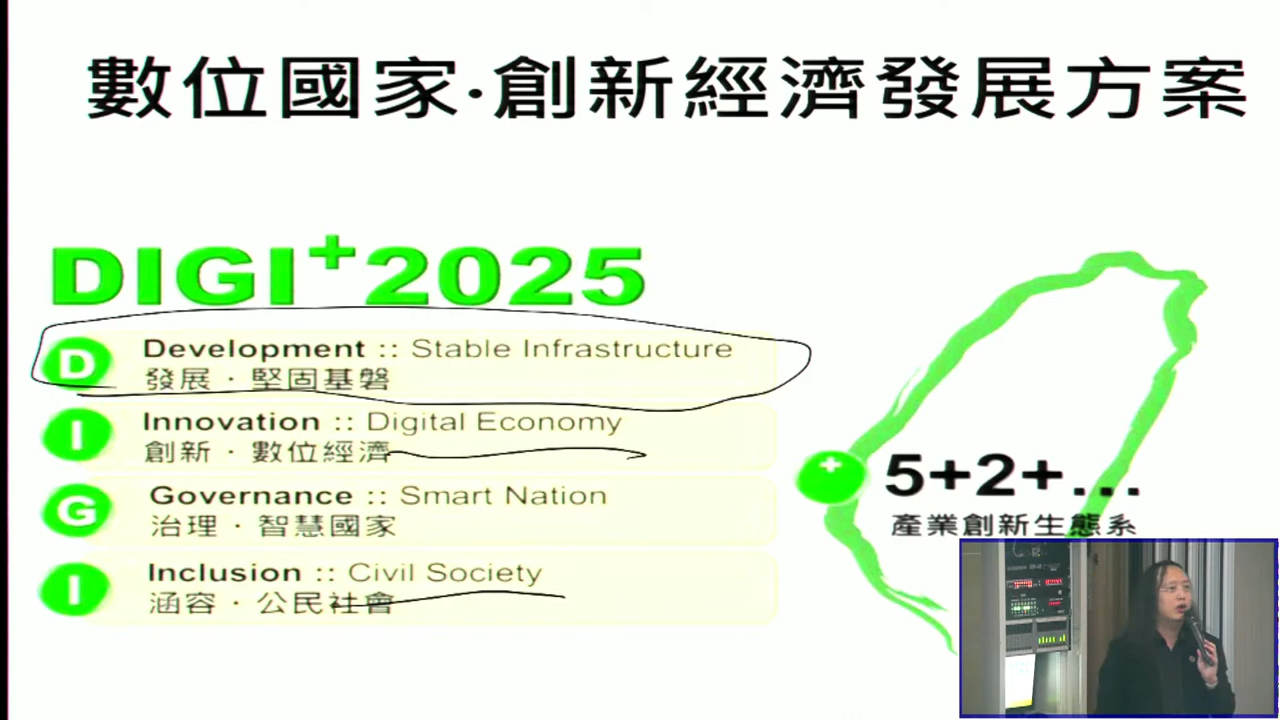 數位國家·創新經濟發展方案
DIGI+2025
D
Development :: Stable Infrastructure
發展·堅固基磐
I
Innovation :: Digital Economy
創新·數位經濟
G
Governance :: Smart Nation
治理·智慧國家
I
Inclusion :: Civil Society
涵容·公民社會
+
5+2+...
產業創新生態系